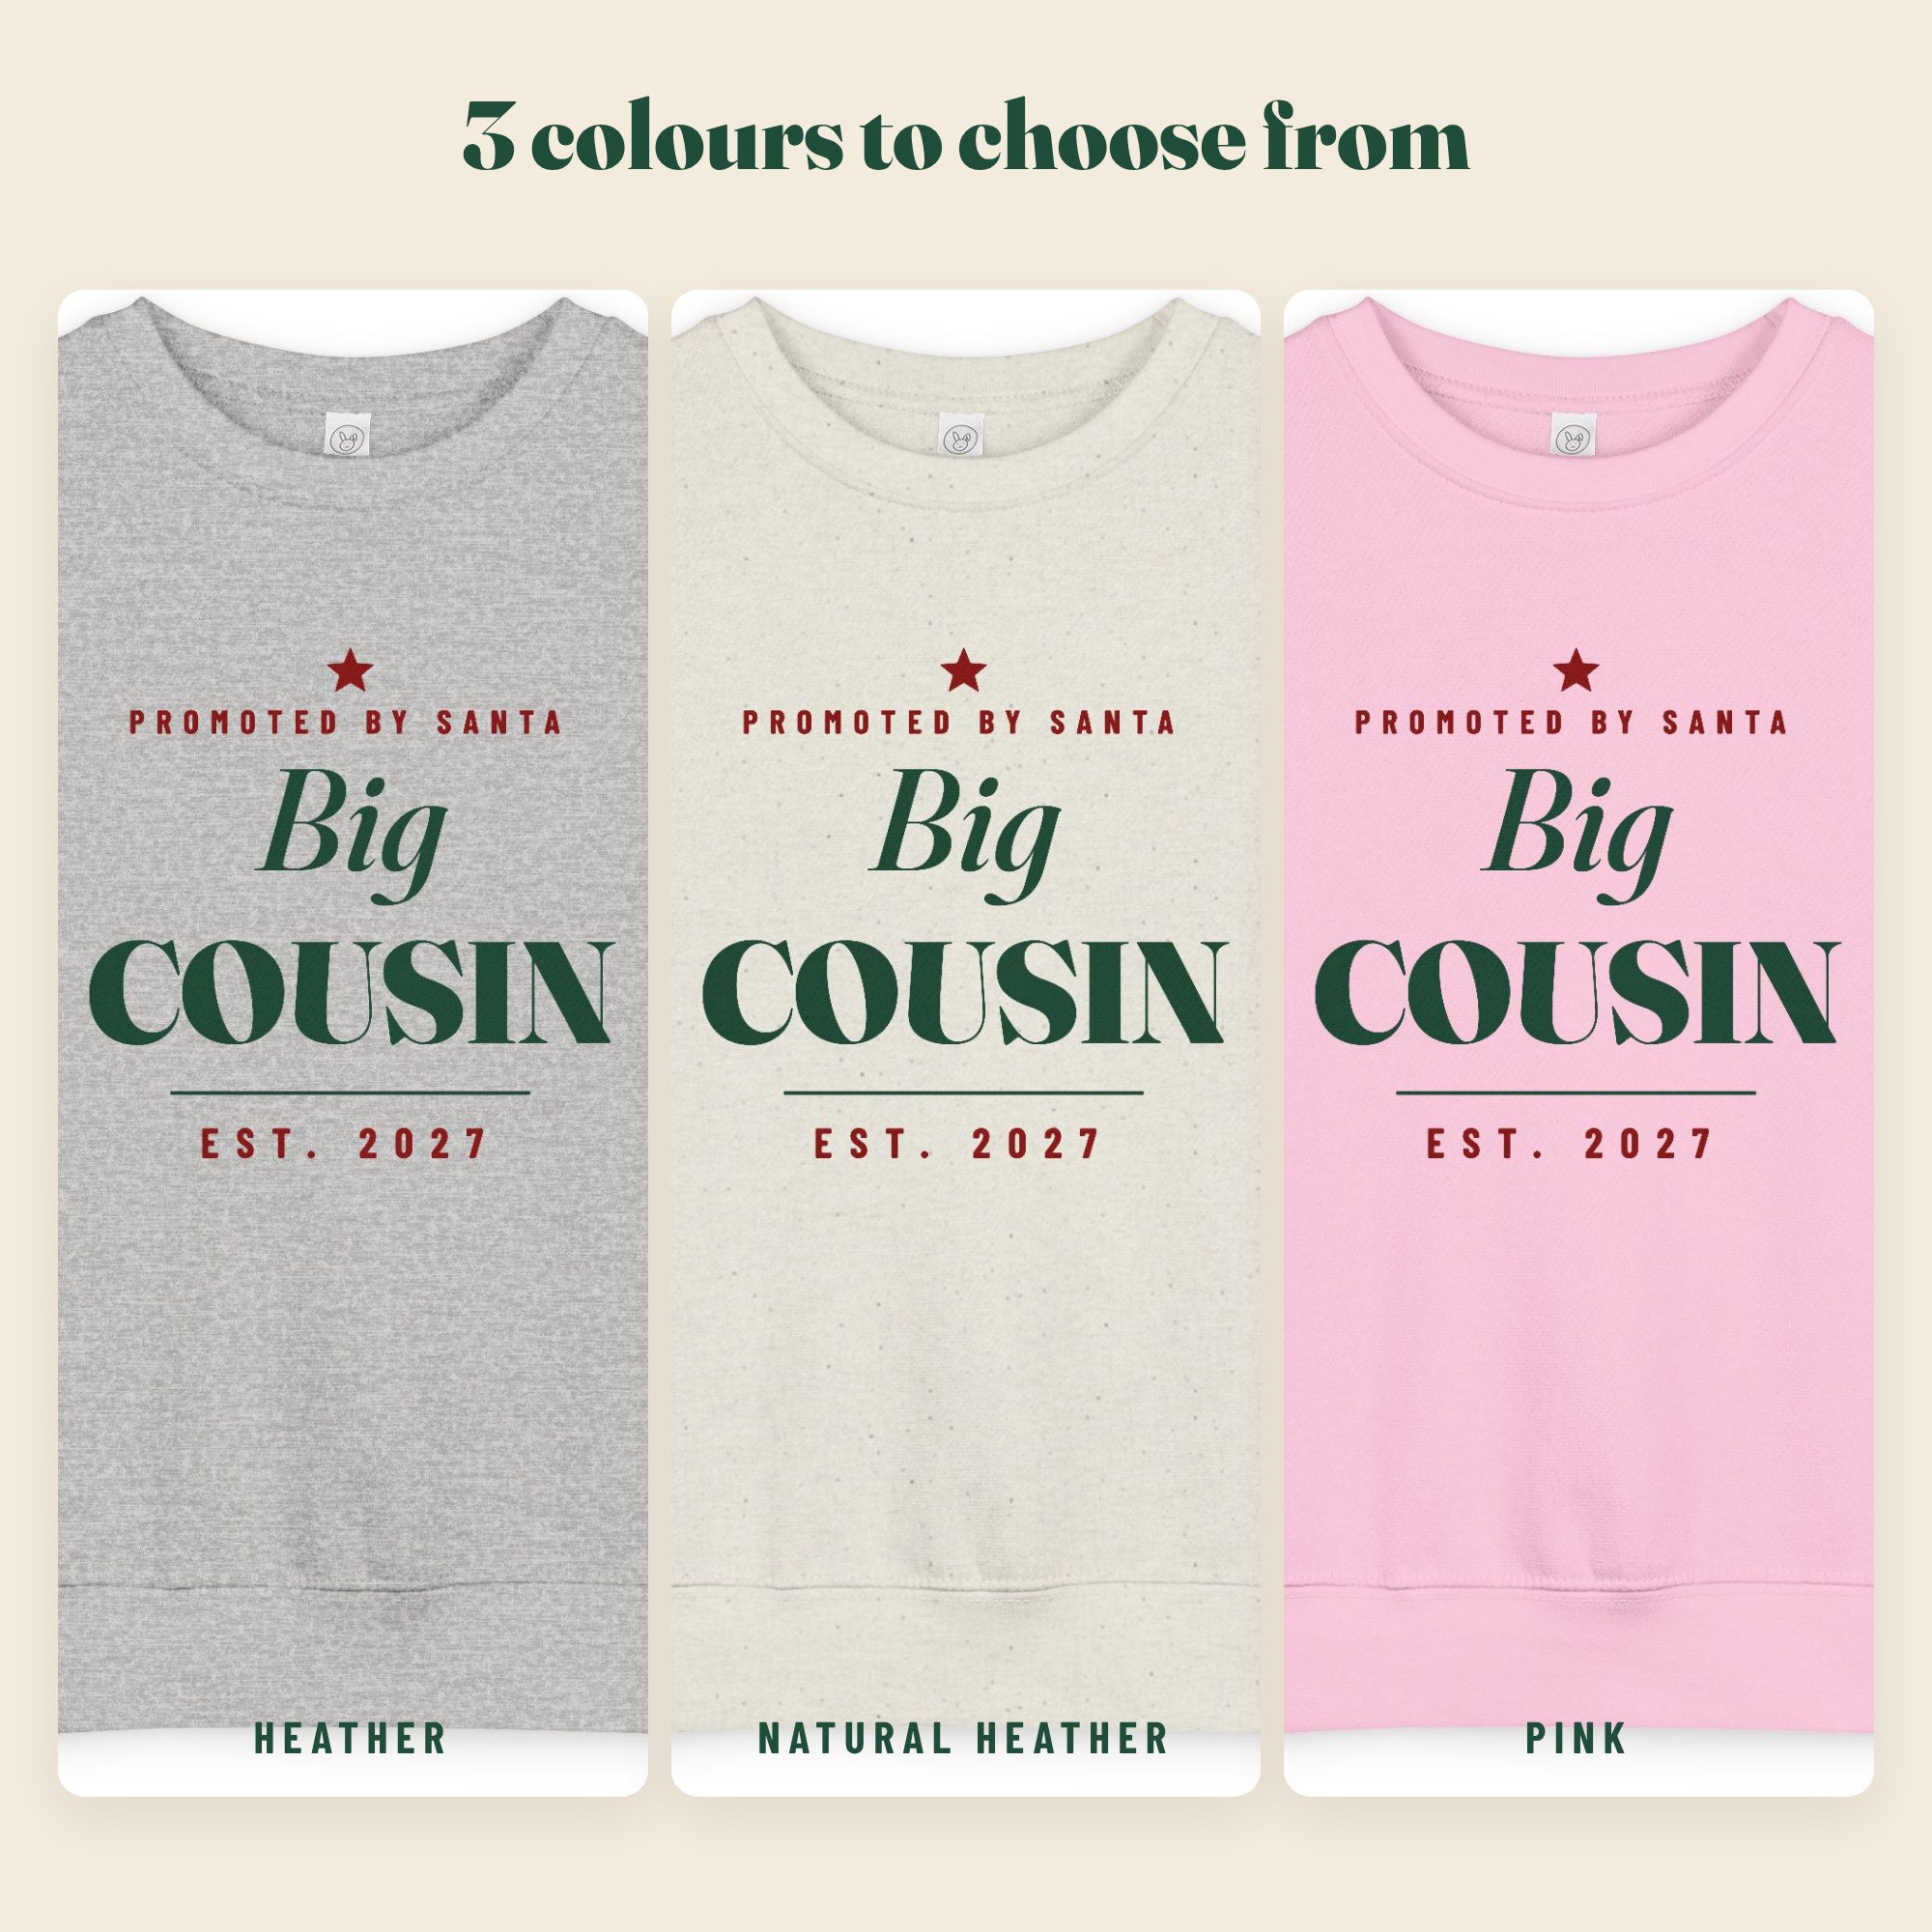 3 colours to choose from
PROMOTED BY SANTA
Big
COUSIN
EST. 2027
HEATHER
PROMOTED BY SANTA
Big
COUSIN
EST. 2027
NATURAL HEATHER
PROMOTED BY SANTA
Big
COUSIN
EST. 2027
PINK